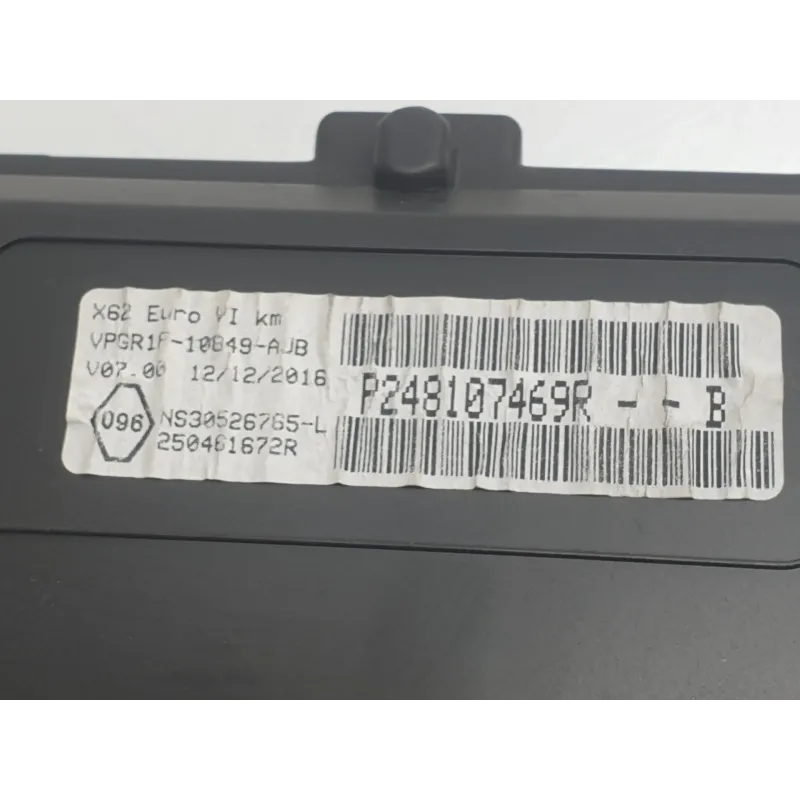 X62 Euro VI km
VPGR1F-10849-AJB
V07.00 12/12/2016
096
NS30526765-L
250461672R
P248107469R - - B